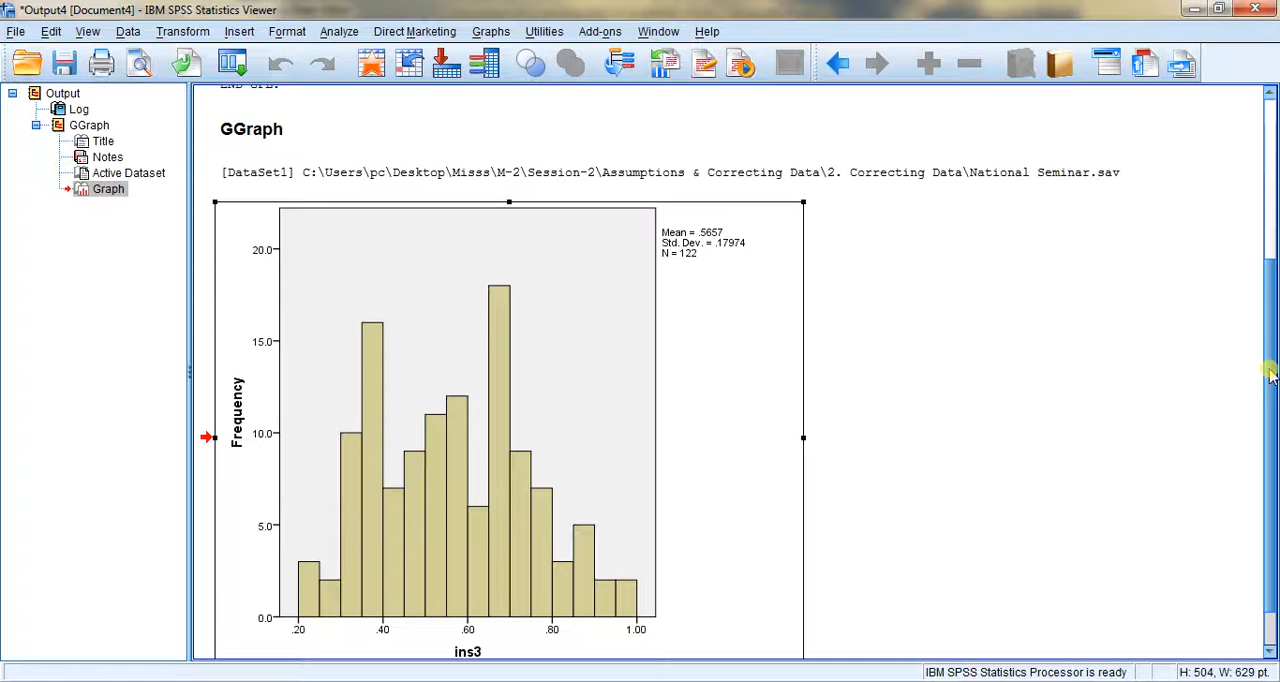 *Output4 [Document4] - IBM SPSS Statistics Viewer
File Edit View Data Transform Insert Format Analyze Direct Marketing Graphs Utilities Add-ons Window Help
Output
Log
GGraph
Title
Notes
Active Dataset
Graph
END GPL.
GGraph
[DataSet1] C:\Users\pc\Desktop\Misss\M-2\Session-2\Assumptions & Correcting Data\2. Correcting Data\National Seminar.sav
Mean = .5657
Std. Dev. = .17974
N = 122
20.0
15.0
10.0
5.0
0.0
Frequency
.20 .40 .60 .80 1.00
ins3
IBM SPSS Statistics Processor is ready H: 504, W: 629 pt.